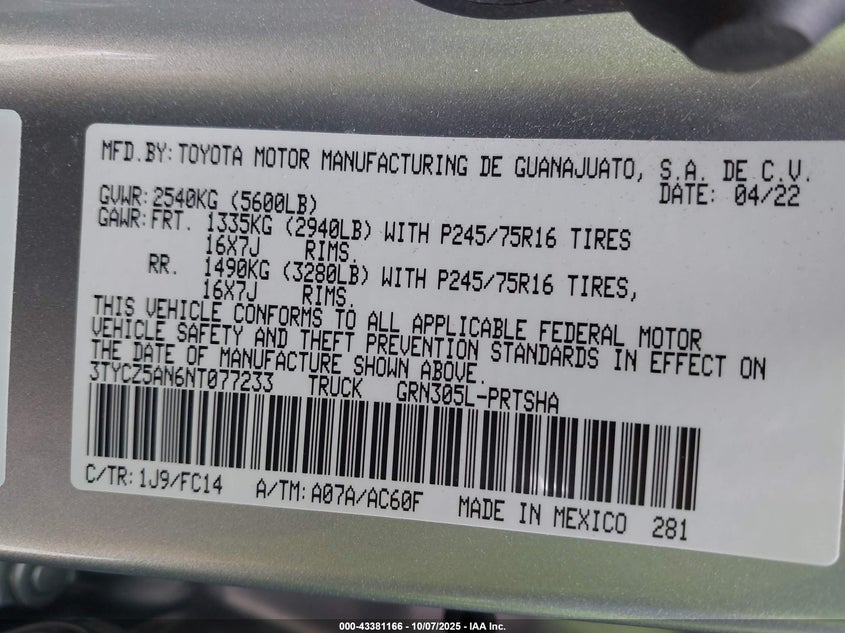 MFD.BY: TOYOTA MOTOR MANUFACTURING DE GUANAJUATO, S.A. DE C.V.
GVWR: 2540KG (5600LB) DATE: 04/22
GAWR: FRT. 1335KG (2940LB) WITH P245/75R16 TIRES
16X7J RIMS.
RR. 1490KG (3280LB) WITH P245/75R16 TIRES,
16X7J RIMS.
THIS VEHICLE CONFORMS TO ALL APPLICABLE FEDERAL MOTOR
VEHICLE SAFETY AND THEFT PREVENTION STANDARDS IN EFFECT ON
THE DATE OF MANUFACTURE SHOWN ABOVE.
3TYCZ5AN6NT077233 TRUCK GRN305L-PRTSHA
C/TR: 1J9/FC14 A/TM: A07A/AC60F MADE IN MEXICO 281
000-43381166 - 10/07/2025 - IAA Inc.